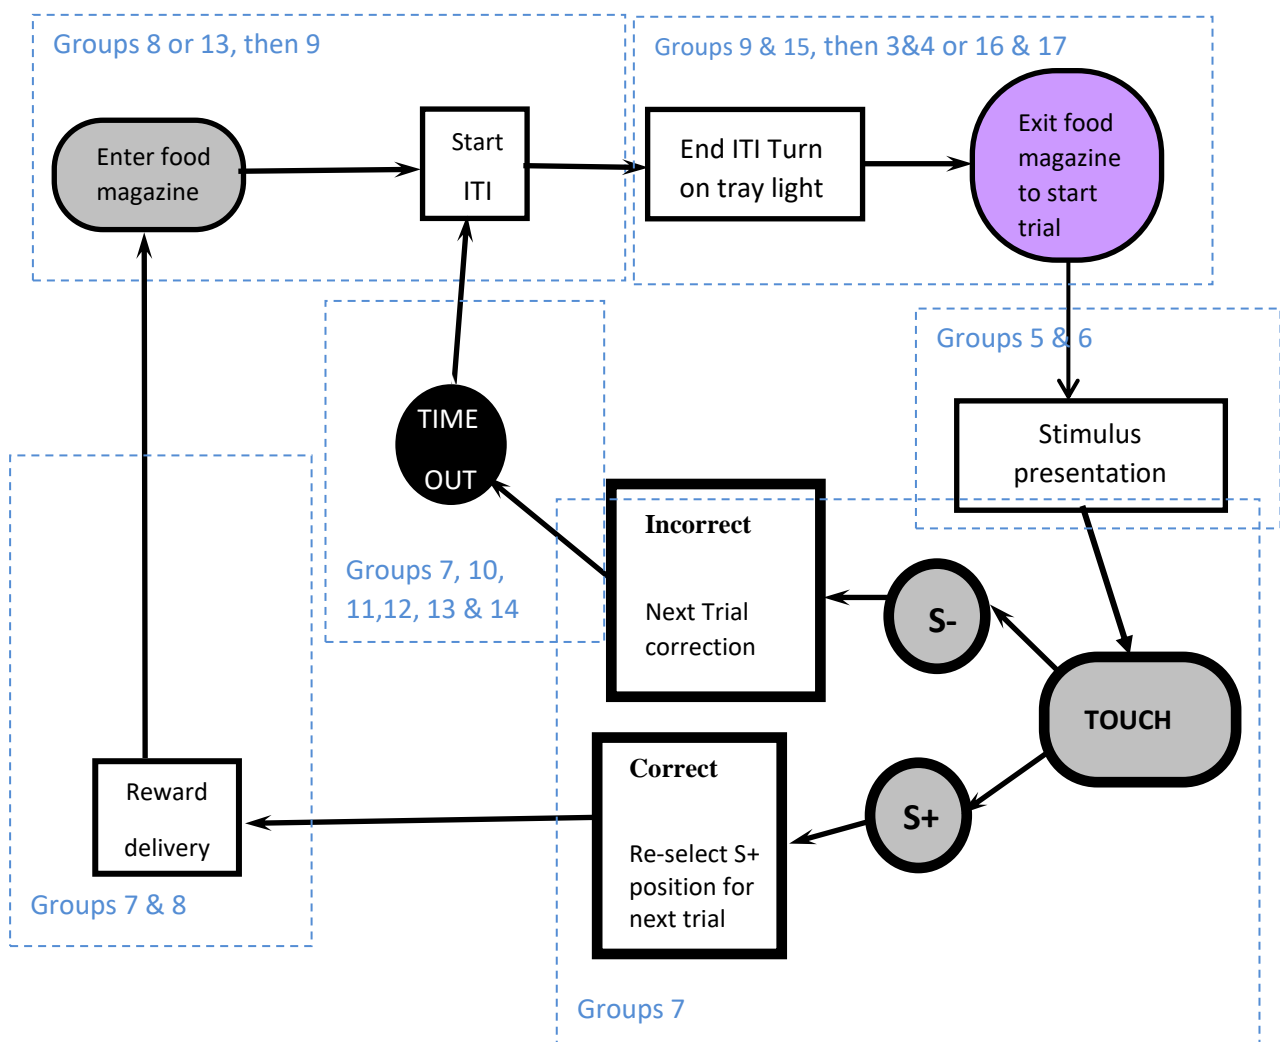 Groups 8 or 13, then 9
Groups 9 & 15, then 3&4 or 16 & 17
Enter food
magazine
Start
ITI
End ITI Turn
on tray light
Exit food
magazine
to start
trial
Groups 5 & 6
Stimulus
presentation
TIME
OUT
Groups 7, 10,
11,12, 13 & 14
Incorrect
Next Trial
correction
S-
TOUCH
Correct
Re-select S+
position for
next trial
S+
Reward
delivery
Groups 7 & 8
Groups 7